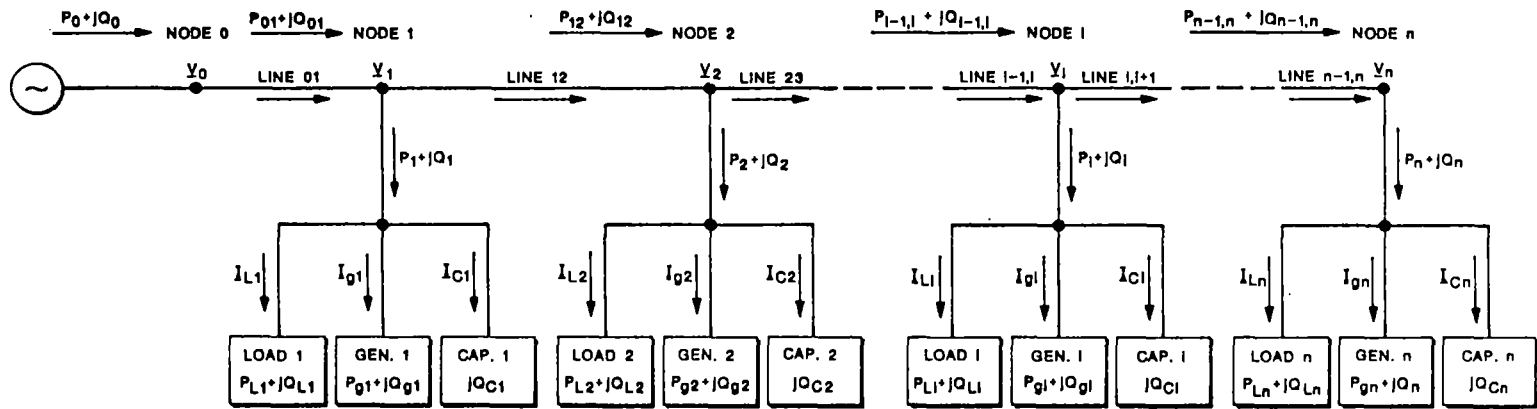 P0+jQ0 NODE 0 P01+jQ01 NODE 1 P12+jQ12 NODE 2 Pi-1,i + jQi-1,i NODE i Pn-1,n + jQn-1,n NODE n
~ V0 LINE 01 V1 LINE 12 V2 LINE 23 LINE i-1,i Vi LINE i,i+1 LINE n-1,n Vn
P1+jQ1 P2+jQ2 Pi+jQi Pn+jQn
IL1 Ig1 IC1 IL2 Ig2 IC2 ILi Igi ICi ILn Ign ICn
LOAD 1 GEN. 1 CAP. 1 LOAD 2 GEN. 2 CAP. 2 LOAD i GEN. i CAP. i LOAD n GEN. n CAP. n
PL1+jQL1 Pg1+jQg1 jQC1 PL2+jQL2 Pg2+jQg2 jQC2 PLi+jQLi Pgi+jQgi jQCi PLn+jQLn Pgn+jQn jQCn